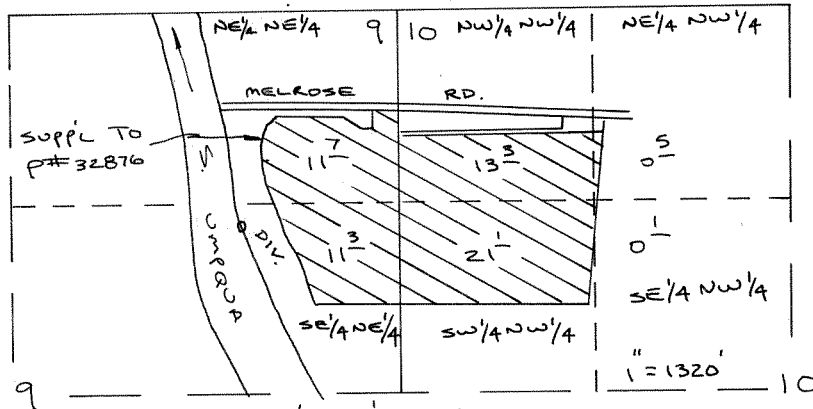 NE¼ NE¼ 9 10 NW¼ NW¼ NE¼ NW¼
MELROSE RD.
SUPP'L TO
P# 32876
11 7
13 3
0 5
N. UMPQUA
DIV.
11 3
21 1
0 1
SE¼ NW¼
SE¼ NE¼ SW¼ NW¼
1" = 1320'
9 10